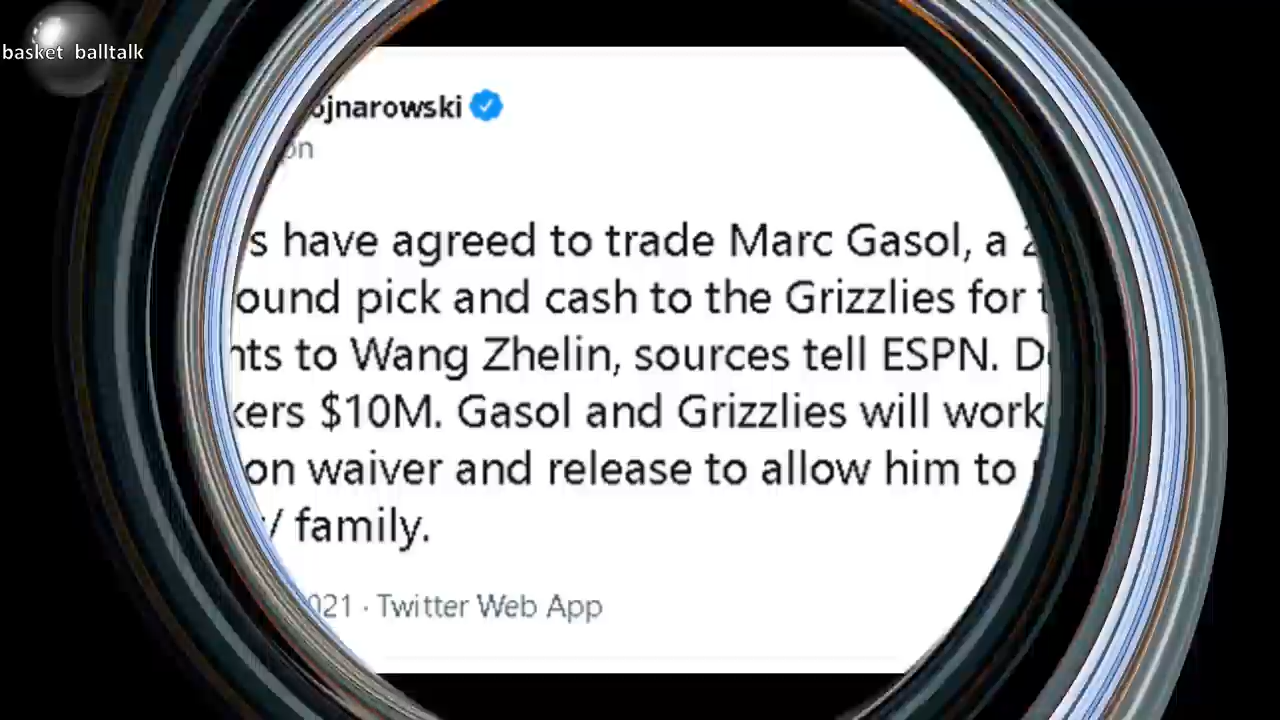 basket balltalk
ojnarowski
pn
s have agreed to trade Marc Gasol, a 2
ound pick and cash to the Grizzlies for t
nts to Wang Zhelin, sources tell ESPN. D
kers $10M. Gasol and Grizzlies will work
on waiver and release to allow him to
/ family.
021 · Twitter Web App